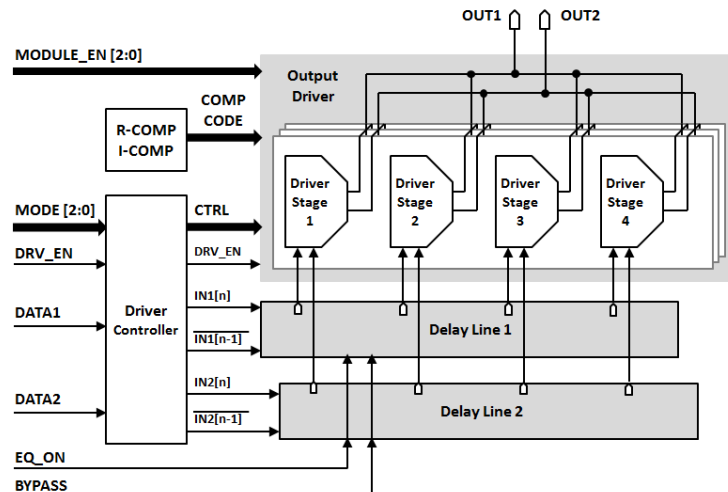 OUT1
OUT2
MODULE_EN [2:0]
Output
Driver
COMP
CODE
R-COMP
I-COMP
Driver
Stage
1
Driver
Stage
2
Driver
Stage
3
Driver
Stage
4
MODE [2:0]
CTRL
DRV_EN
DRV_EN
DATA1
Driver
Controller
IN1[n]
Delay Line 1
IN1[n-1]
DATA2
IN2[n]
Delay Line 2
IN2[n-1]
EQ_ON
BYPASS